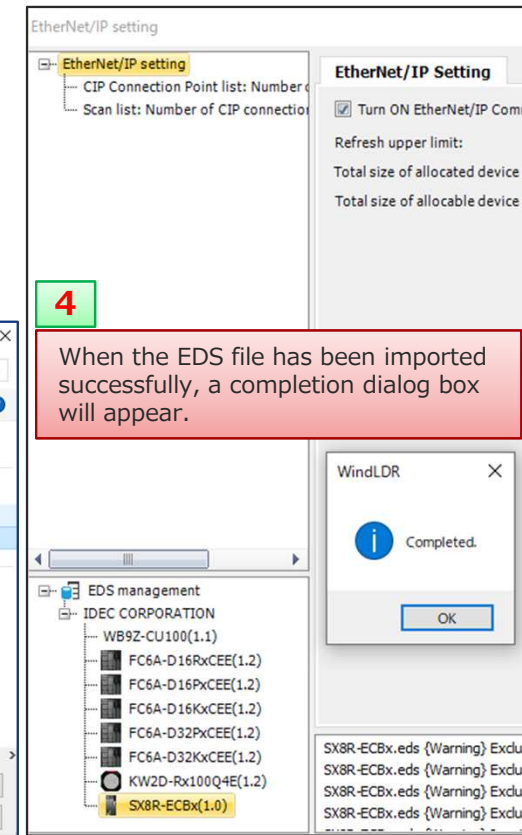 EtherNet/IP setting
EtherNet/IP setting
CIP Connection Point list: Number
Scan list: Number of CIP connection
EtherNet/IP Setting
Turn ON EtherNet/IP Com
Refresh upper limit:
Total size of allocated device
Total size of allocable device
4
When the EDS file has been imported
successfully, a completion dialog box
will appear.
WindLDR
Completed.
OK
EDS management
IDEC CORPORATION
WB9Z-CU100(1.1)
FC6A-D16RxCEE(1.2)
FC6A-D16PxCEE(1.2)
FC6A-D16KxCEE(1.2)
FC6A-D32PxCEE(1.2)
FC6A-D32KxCEE(1.2)
KW2D-Rx100Q4E(1.2)
SX8R-ECBx(1.0)
SX8R-ECBx.eds {Warning} Exclu
SX8R-ECBx.eds {Warning} Exclu
SX8R-ECBx.eds {Warning} Exclu
SX8R-ECBx.eds {Warning} Exclu